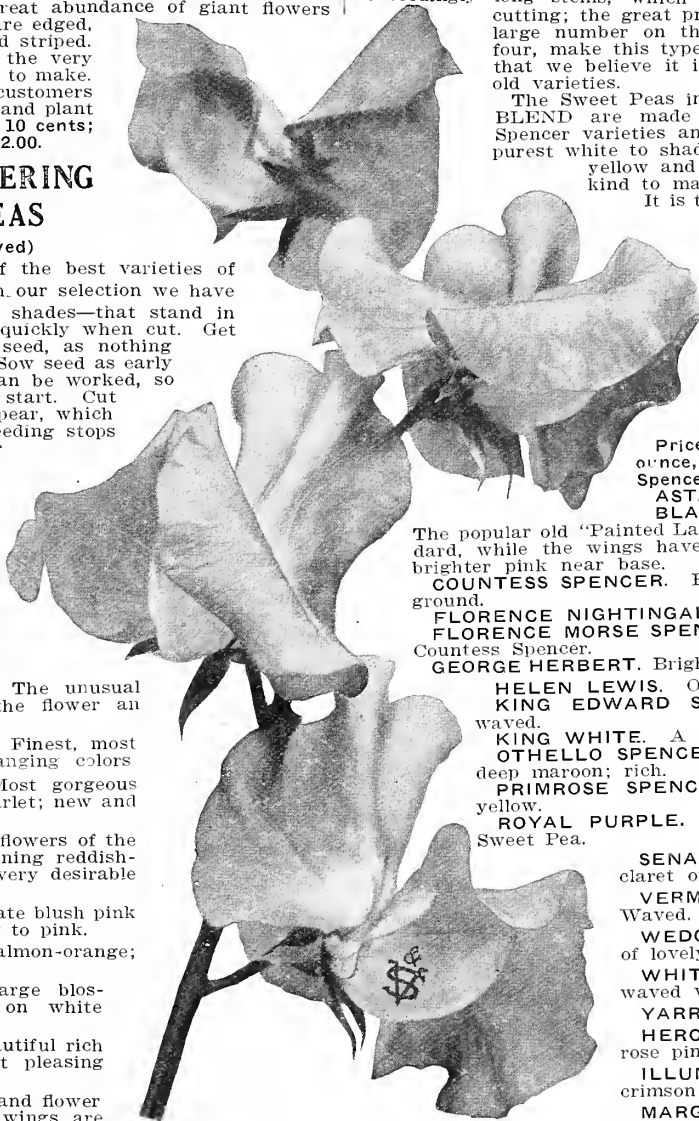 reat abundance of giant flowers
re edged,
d striped.
the very
to make.
customers
and plant
10 cents;
2.00.
ERING
EAS
ved)
f the best varieties of
n our selection we have
shades—that stand in
quickly when cut. Get
seed, as nothing
Sow seed as early
an be worked, so
start. Cut
pear, which
eeding stops
The unusual
the flower an
Finest, most
anging colors
Most gorgeous
rlet; new and
flowers of the
ning reddish-
very desirable
ate blush pink
to pink.
almon-orange;
arge blos-
on white
autiful rich
t pleasing
and flower
wings are
cutting; the great pr
large number on th
four, make this type
that we believe it i
old varieties.
The Sweet Peas in
BLEND are made
Spencer varieties an
purest white to shad
yellow and
kind to ma
It is t
Price
ounce,
Spence
AST
BLA
The popular old "Painted La
dard, while the wings have
brighter pink near base.
COUNTESS SPENCER.
ground.
FLORENCE NIGHTINGAL
FLORENCE MORSE SPEN
Countess Spencer.
GEORGE HERBERT. Brigh
HELEN LEWIS. O
KING EDWARD S
waved.
KING WHITE. A
OTHELLO SPENCE
deep maroon; rich.
PRIMROSE SPENC
yellow.
ROYAL PURPLE.
Sweet Pea.
SENA
claret o
VERM
Waved.
WEDG
of lovely
WHIT
waved v
YARR
HERC
rose pin
ILLUM
crimson
MARG